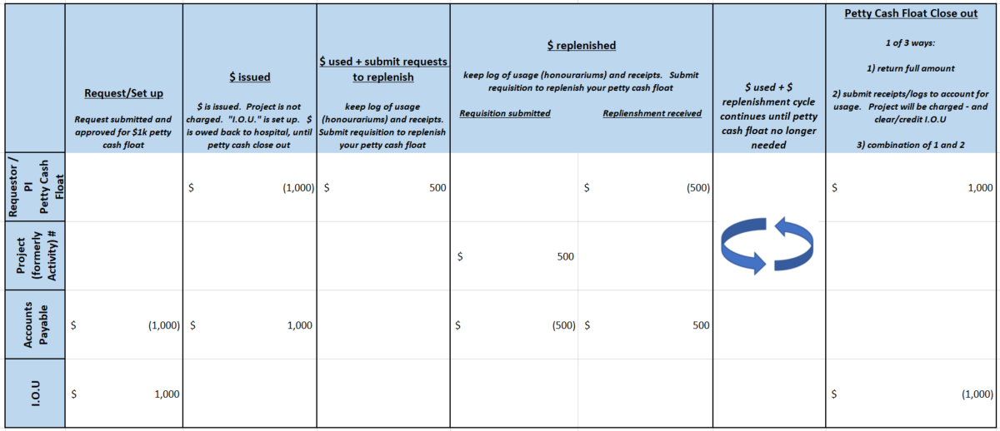 Request/Set up
Request submitted and
approved for $1k petty
cash float
$ issued
$ is issued. Project is not
charged. "I.O.U." is set up. $
is owed back to hospital, until
petty cash close out
$ used + submit requests
to replenish
keep log of usage
(honourariums) and receipts.
Submit requisition to replenish
your petty cash float
$ replenished
keep log of usage (honourariums) and receipts. Submit
requisition to replenish your petty cash float
Requisition submitted
Replienshment received
$ used + $
replenishment cycle
continues until petty
cash float no longer
needed
Petty Cash Float Close out
1 of 3 ways:
1) return full amount
2) submit receipts/logs to account for
usage. Project will be charged - and
clear/credit I.O.U
3) combination of 1 and 2
Requestor /
PI
Petty Cash
Float
$ (1,000)
$ 500
$ (500)
$ 1,000
Project
(formerly
Activity) #
$ 500
Accounts
Payable
$ (1,000)
$ 1,000
$ (500)
$ 500
I.O.U
$ 1,000
$ (1,000)